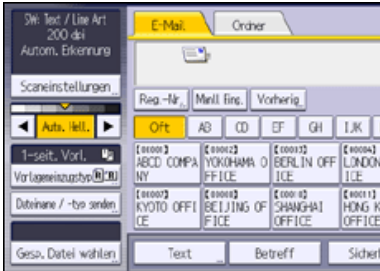 SW: Text / Line Art
200 dpi
Autom. Erkennung
Scaneinstellungen
Auto. Hell.
1-seit. Vorl.
Vorlageneinzugstyp
Dateiname / -typ senden
Gesp. Datei wählen
E-Mail
Ordner
Reg.-Nr.
Manll Eing.
Vorherig.
Oft
AB
CD
EF
GH
IJK
[00001]
ABCD COMPA
NY
[00002]
YOKOHAMA O
FFICE
[00003]
BERLIN OFF
ICE
[00004]
LONDON
ICE
[00007]
KYOTO OFFI
CE
[00008]
BEIJING OF
FICE
SHANGHAI
OFFICE
HONG K
OFFICE
Text
Betreff
Sicher